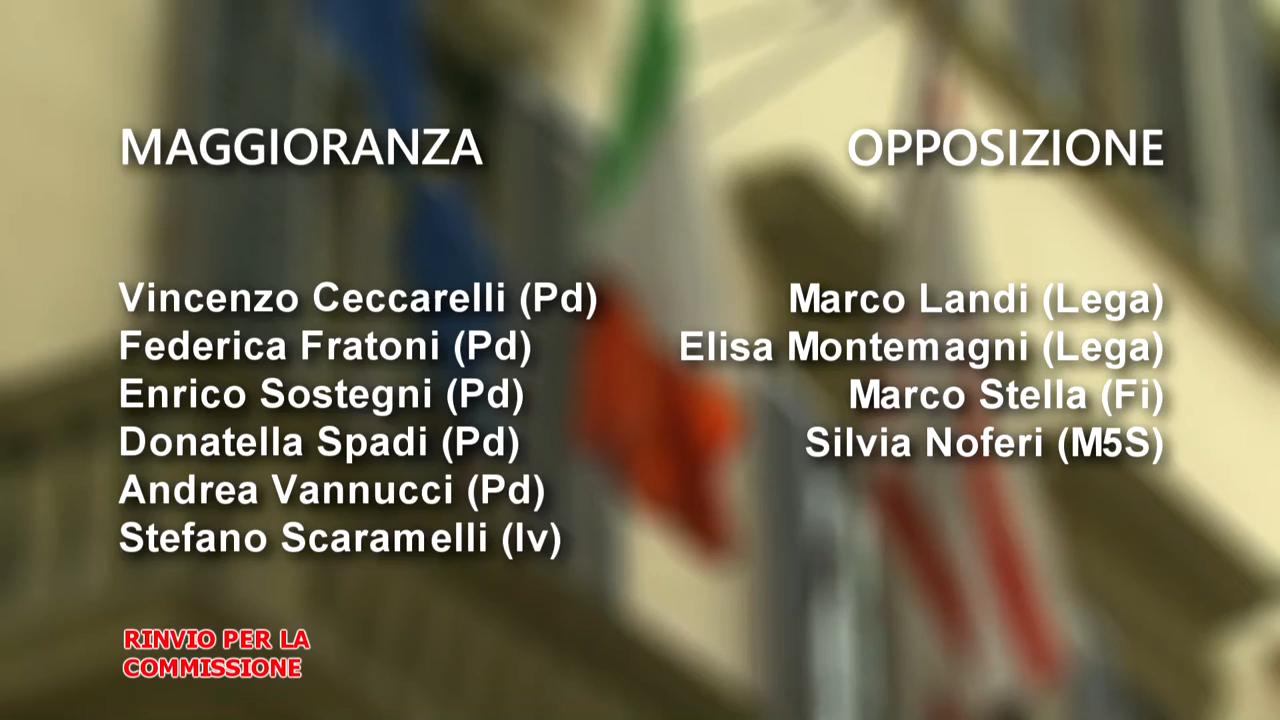 MAGGIORANZA
Vincenzo Ceccarelli (Pd)
Federica Fratoni (Pd)
Enrico Sostegni (Pd)
Donatella Spadi (Pd)
Andrea Vannucci (Pd)
Stefano Scaramelli (Iv)
OPPOSIZIONE
Marco Landi (Lega)
Elisa Montemagni (Lega)
Marco Stella (Fi)
Silvia Noferi (M5S)
RINVIO PER LA
COMMISSIONE